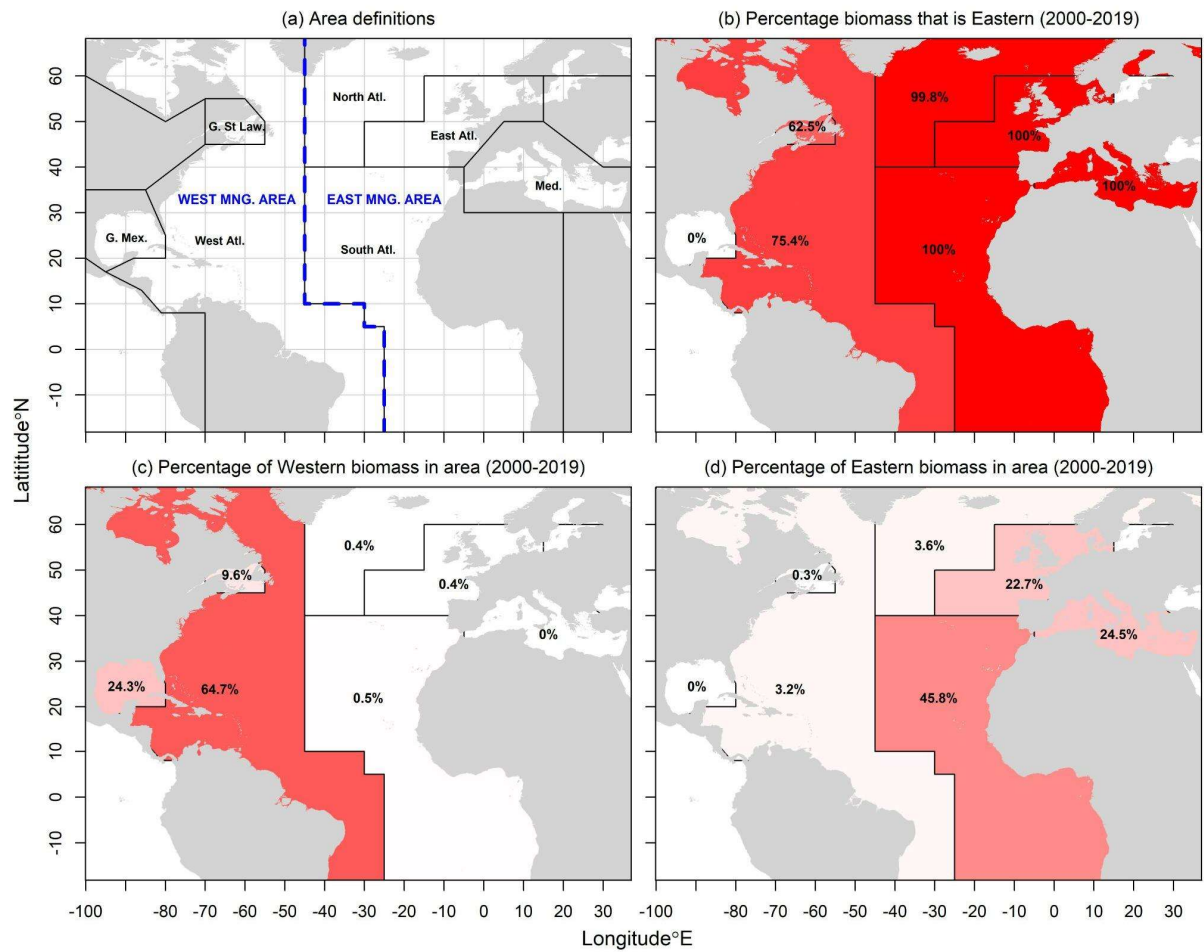 (a) Area definitions
60
50
40
30
20
10
0
-10
North Atl.
G. St Law.
East Atl.
WEST MNG. AREA
EAST MNG. AREA
Med.
G. Mex.
West Atl.
South Atl.
(b) Percentage biomass that is Eastern (2000-2019)
99.8%
62.5%
100%
100%
0%
75.4%
100%
Latitude°N
(c) Percentage of Western biomass in area (2000-2019)
60
50
40
30
20
10
0
-10
0.4%
9.6%
0.4%
0%
24.3%
64.7%
0.5%
-100 -90 -80 -70 -60 -50 -40 -30 -20 -10 0 10 20 30
(d) Percentage of Eastern biomass in area (2000-2019)
3.6%
0.3%
22.7%
24.5%
0%
3.2%
45.8%
-100 -90 -80 -70 -60 -50 -40 -30 -20 -10 0 10 20 30
Longitude°E